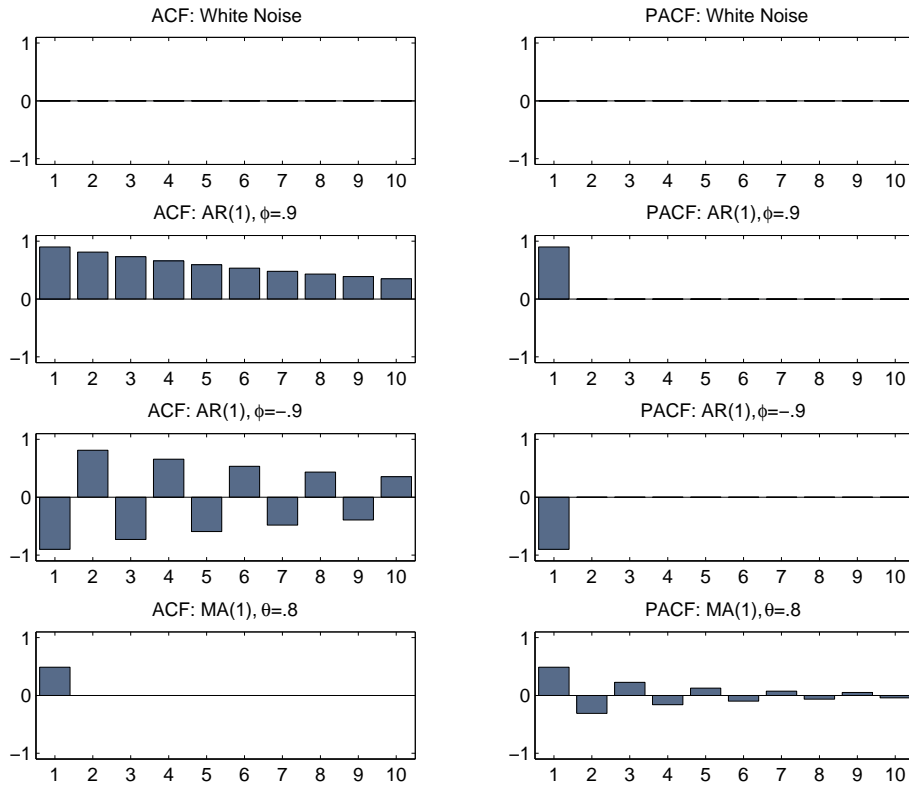 ACF: White Noise
PACF: White Noise
1
0
−1
1 2 3 4 5 6 7 8 9 10
1
0
−1
1 2 3 4 5 6 7 8 9 10
ACF: AR(1), ϕ=.9
PACF: AR(1),ϕ=.9
1
0
−1
1 2 3 4 5 6 7 8 9 10
1
0
−1
1 2 3 4 5 6 7 8 9 10
ACF: AR(1), ϕ=−.9
PACF: AR(1), ϕ=−.9
1
0
−1
1 2 3 4 5 6 7 8 9 10
1
0
−1
1 2 3 4 5 6 7 8 9 10
ACF: MA(1), θ=.8
PACF: MA(1), θ=.8
1
0
−1
1 2 3 4 5 6 7 8 9 10
1
0
−1
1 2 3 4 5 6 7 8 9 10